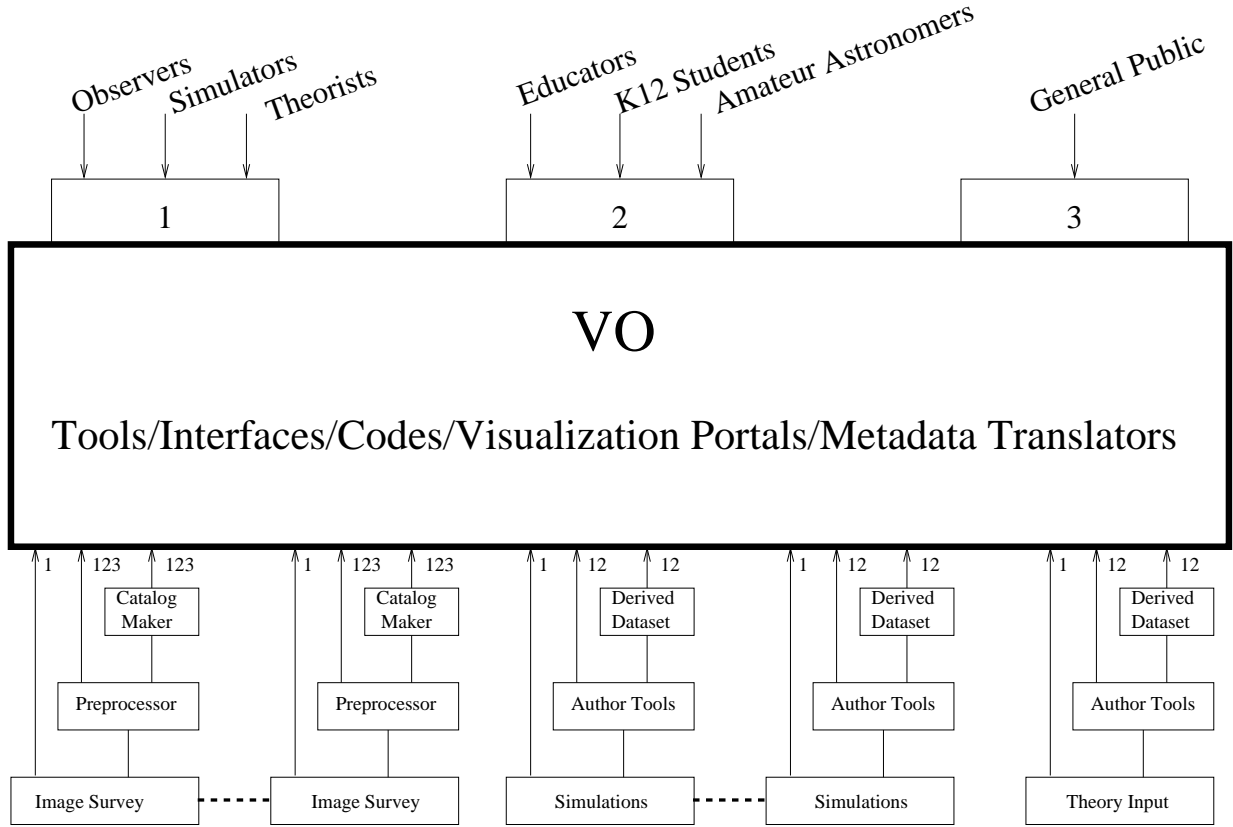 Observers
Simulators
Theorists
Educators
K12 Students
Amateur Astronomers
General Public
1
2
3
VO
Tools/Interfaces/Codes/Visualization Portals/Metadata Translators
1
123
123
1
123
123
1
12
12
1
12
12
1
12
12
Catalog
Maker
Catalog
Maker
Derived
Dataset
Derived
Dataset
Derived
Dataset
Preprocessor
Preprocessor
Author Tools
Author Tools
Author Tools
Image Survey
Image Survey
Simulations
Simulations
Theory Input